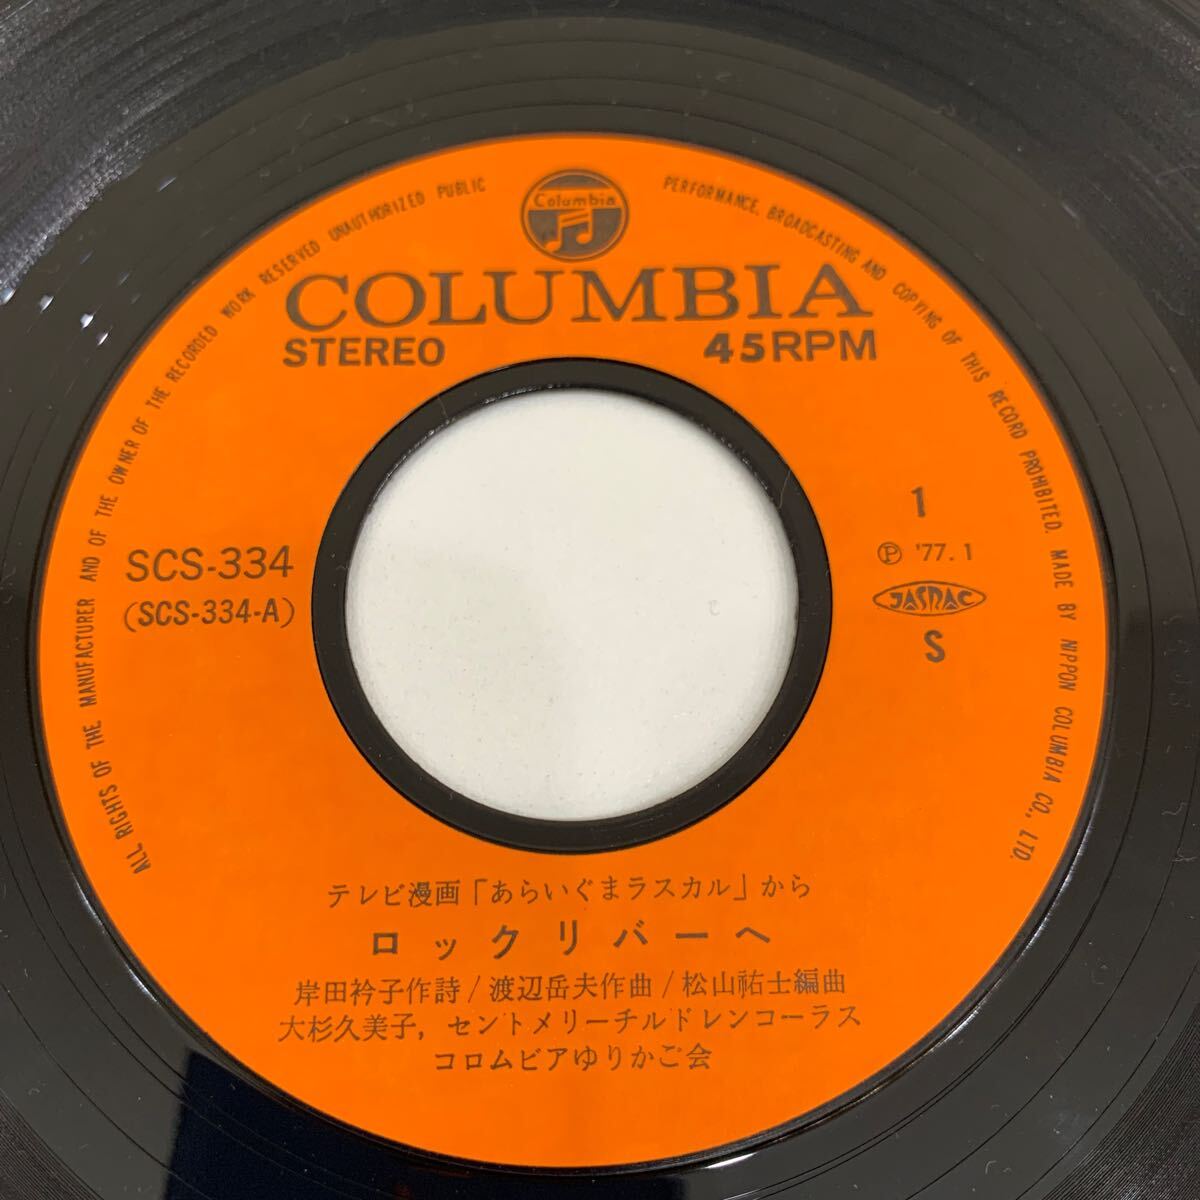 ALL RIGHTS OF THE MANUFACTURER AND OF THE OWNER OF THE RECORDED WORK RESERVED UNAUTHORIZED PUBLIC PERFORMANCE, BROADCASTING AND COPYING OF THIS RECORD PROHIBITED. MADE BY NIPPON COLUMBIA CO., LTD.
Columbia
COLUMBIA
STEREO 45RPM
SCS-334
(SCS-334-A)
1
Ⓟ '77.1
JASRAC
S
テレビ漫画「あらいぐまラスカル」から
ロックリバーへ
岸田衿子作詩/渡辺岳夫作曲/松山祐士編曲
大杉久美子, セントメリーチルドレンコーラス
コロムビアゆりかご会